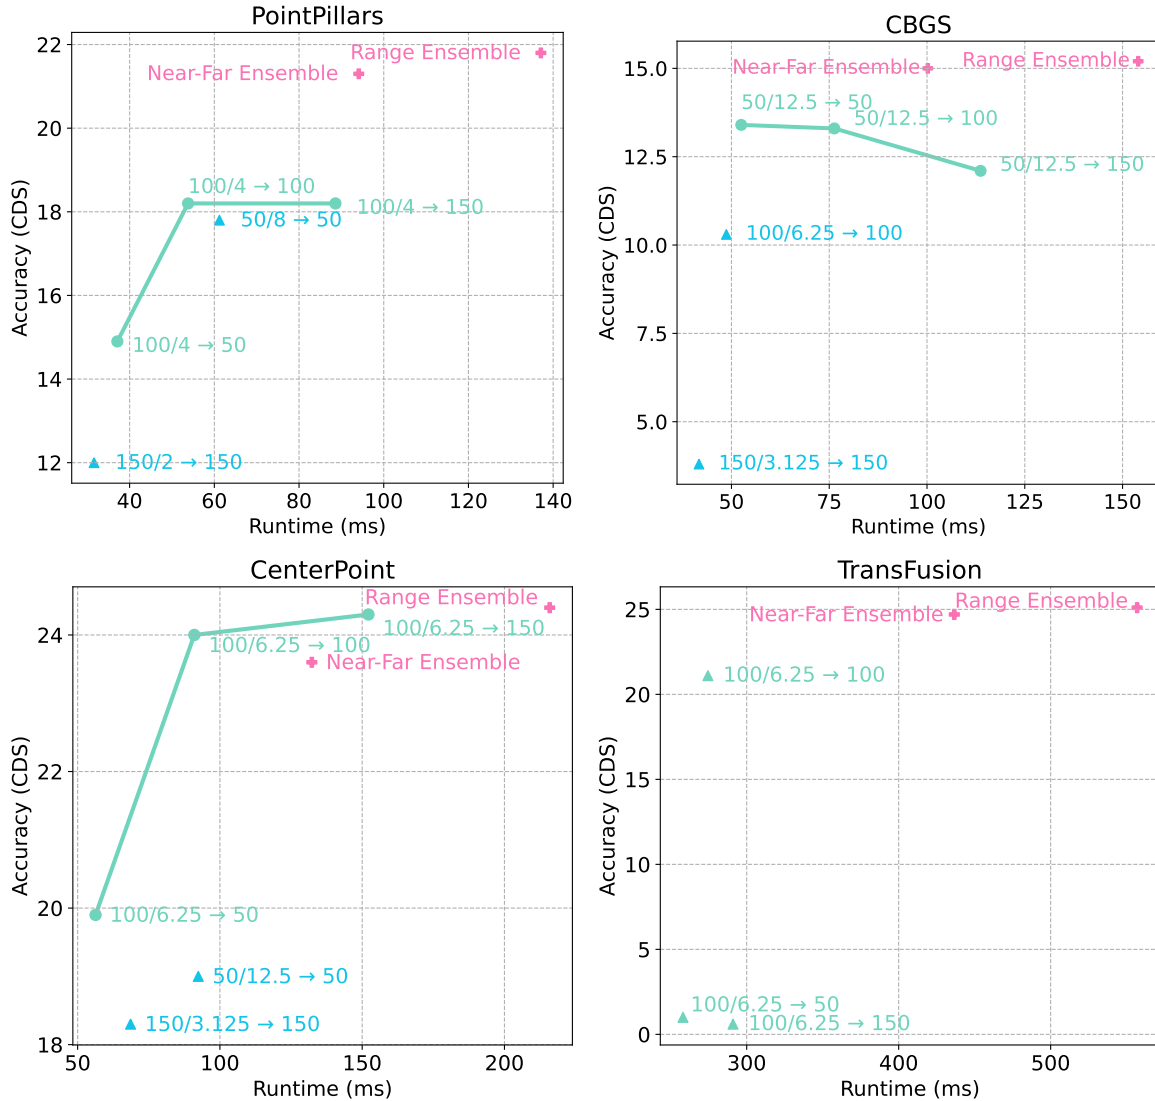 PointPillars
22
20
18
16
14
12
Accuracy (CDS)
Range Ensemble
Near-Far Ensemble
100/4 → 100
100/4 → 150
50/8 → 50
100/4 → 50
150/2 → 150
40
60
80
100
120
140
Runtime (ms)
CBGS
15.0
12.5
10.0
7.5
5.0
Accuracy (CDS)
Range Ensemble
Near-Far Ensemble
50/12.5 → 50
50/12.5 → 100
50/12.5 → 150
100/6.25 → 100
150/3.125 → 150
50
75
100
125
150
Runtime (ms)
CenterPoint
24
22
20
18
Accuracy (CDS)
Range Ensemble
100/6.25 → 150
100/6.25 → 100
Near-Far Ensemble
100/6.25 → 50
50/12.5 → 50
150/3.125 → 150
50
100
150
200
Runtime (ms)
TransFusion
25
20
15
10
5
0
Accuracy (CDS)
Range Ensemble
Near-Far Ensemble
100/6.25 → 100
100/6.25 → 50
100/6.25 → 150
300
400
500
Runtime (ms)